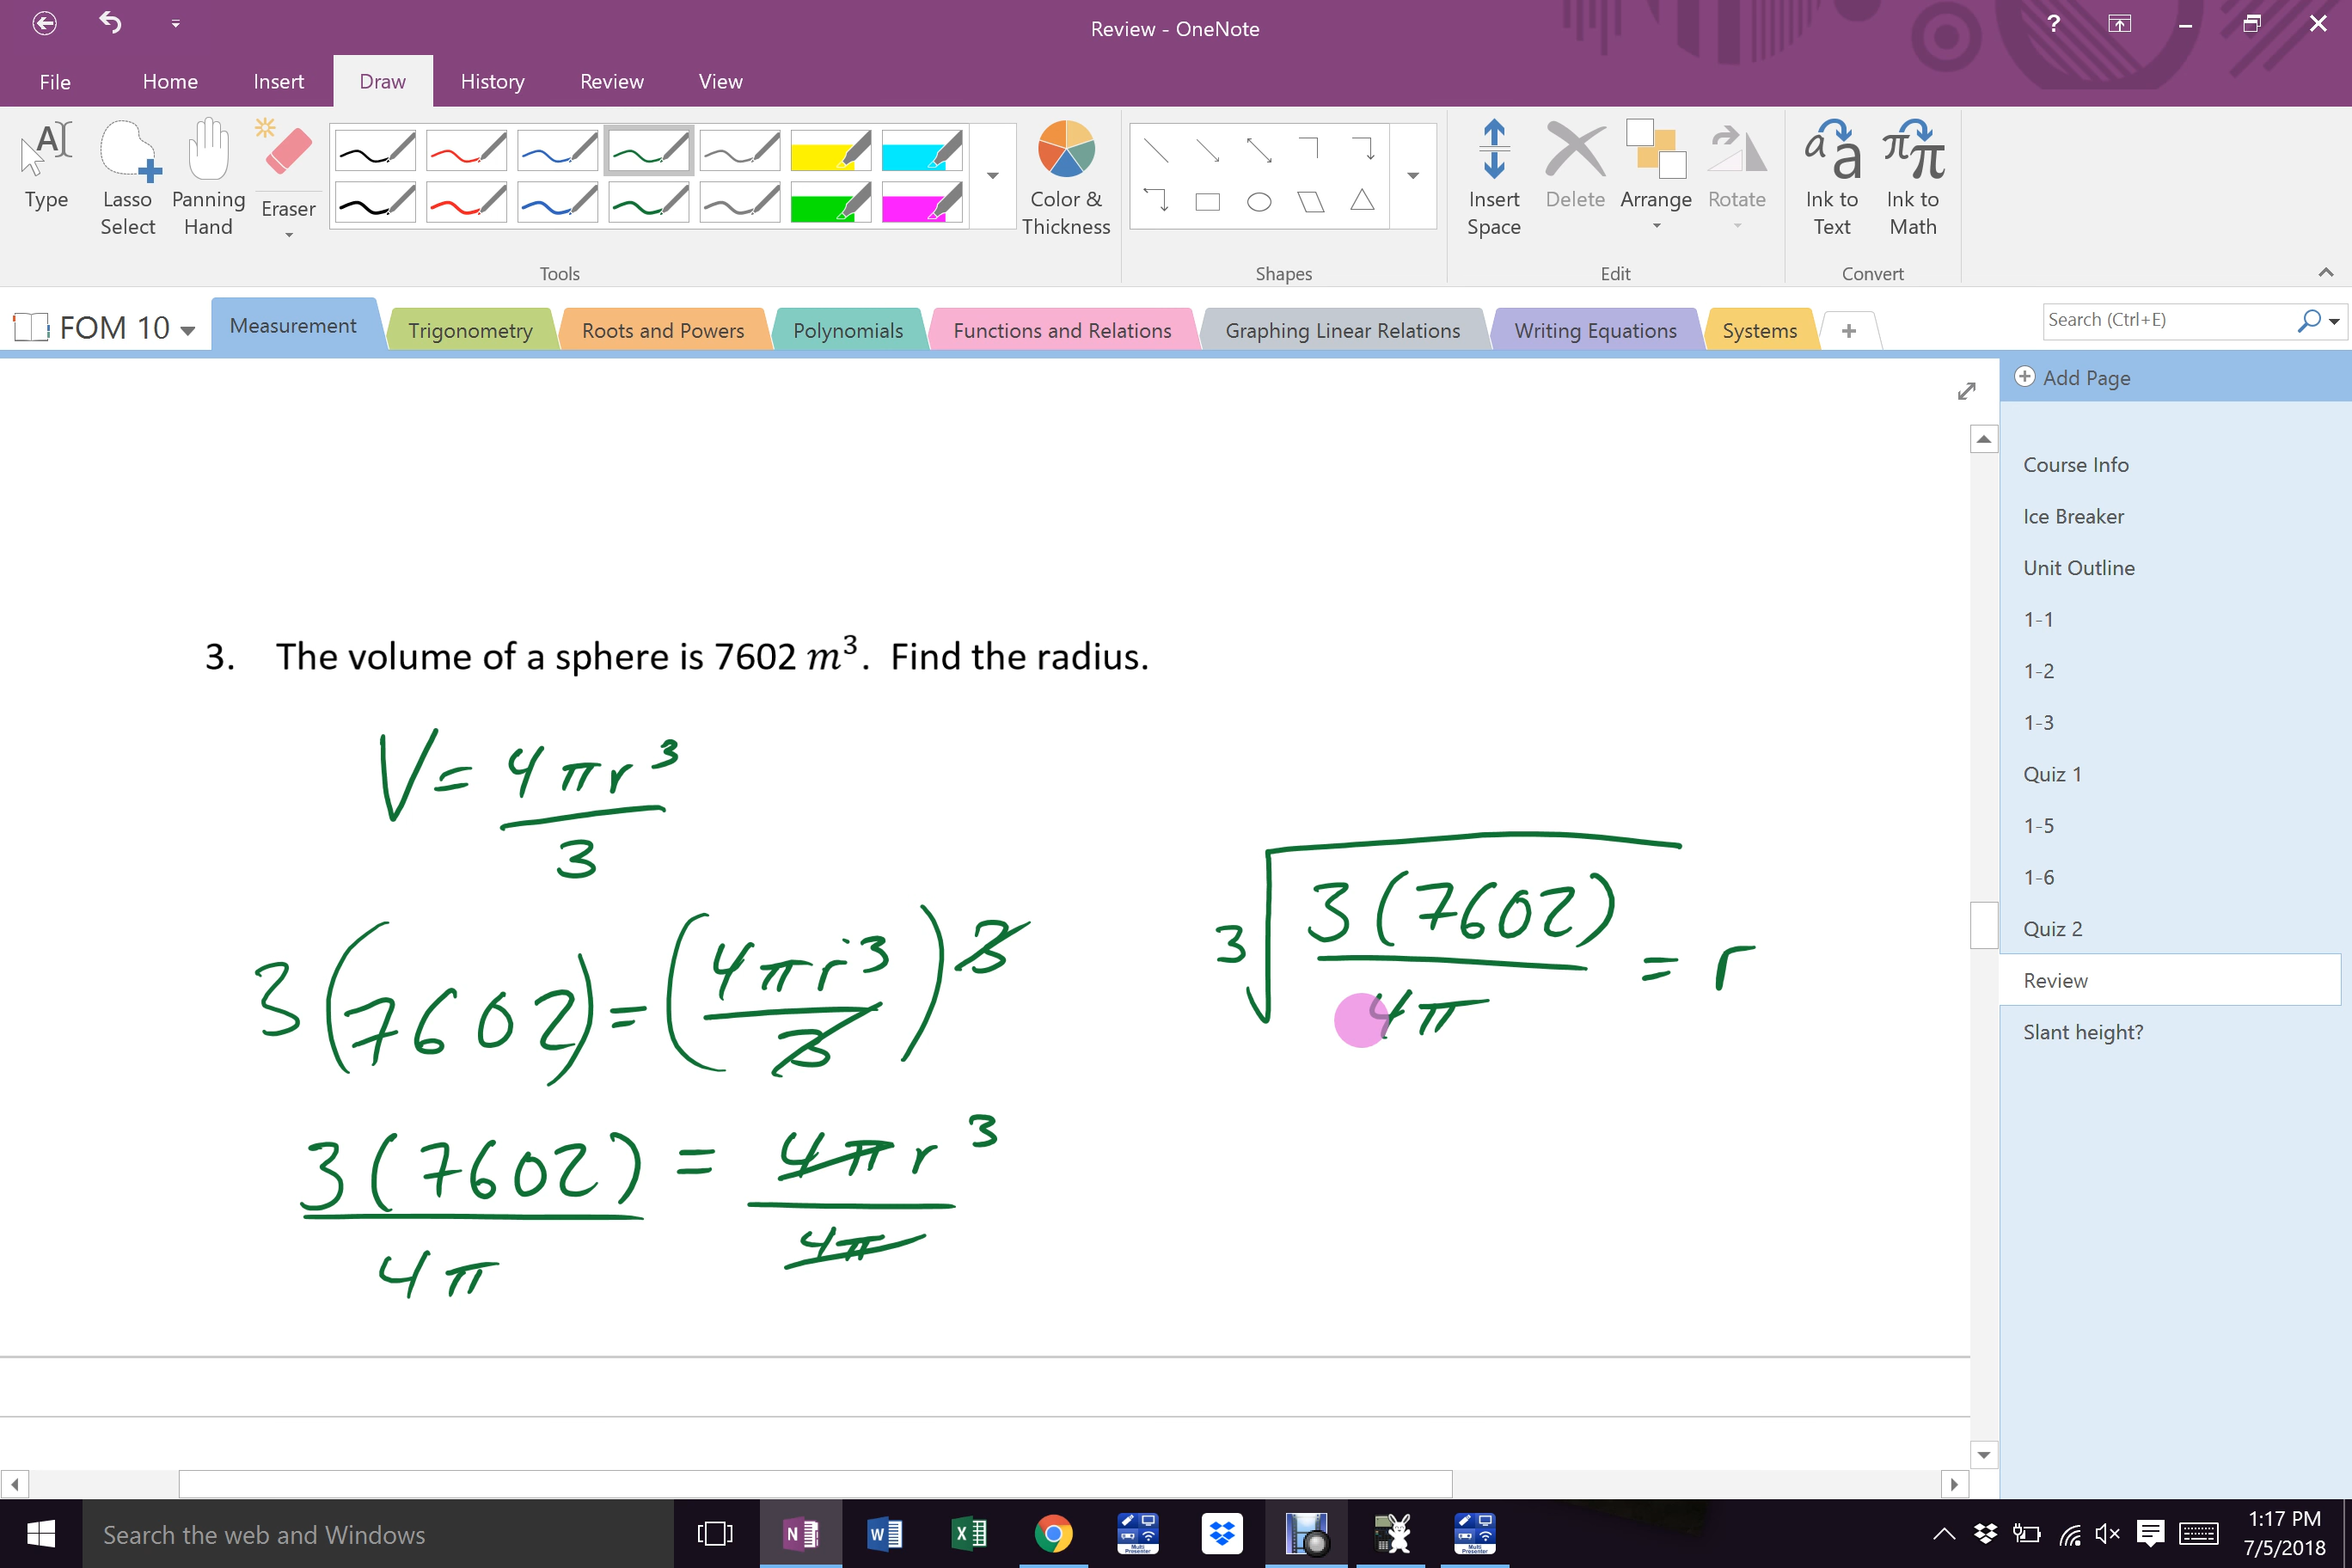 Review - OneNote
?
File Home Insert Draw History Review View
Type
Lasso Select
Panning Hand
Eraser
Color & Thickness
Insert Space
Delete
Arrange
Rotate
Ink to Text
Ink to Math
Tools Shapes Edit Convert
FOM 10 Measurement Trigonometry Roots and Powers Polynomials Functions and Relations Graphing Linear Relations Writing Equations Systems + Search (Ctrl+E)
Add Page
Course Info
Ice Breaker
Unit Outline
1-1
1-2
1-3
Quiz 1
1-5
1-6
Quiz 2
Review
Slant height?
3. The volume of a sphere is 7602 m³. Find the radius.
V = 4πr³
3
3(7602) = (4πr³)3
3
3(7602) = 4πr³
4π 4π
3√ 3(7602) = r
4π
Search the web and Windows
1:17 PM
7/5/2018